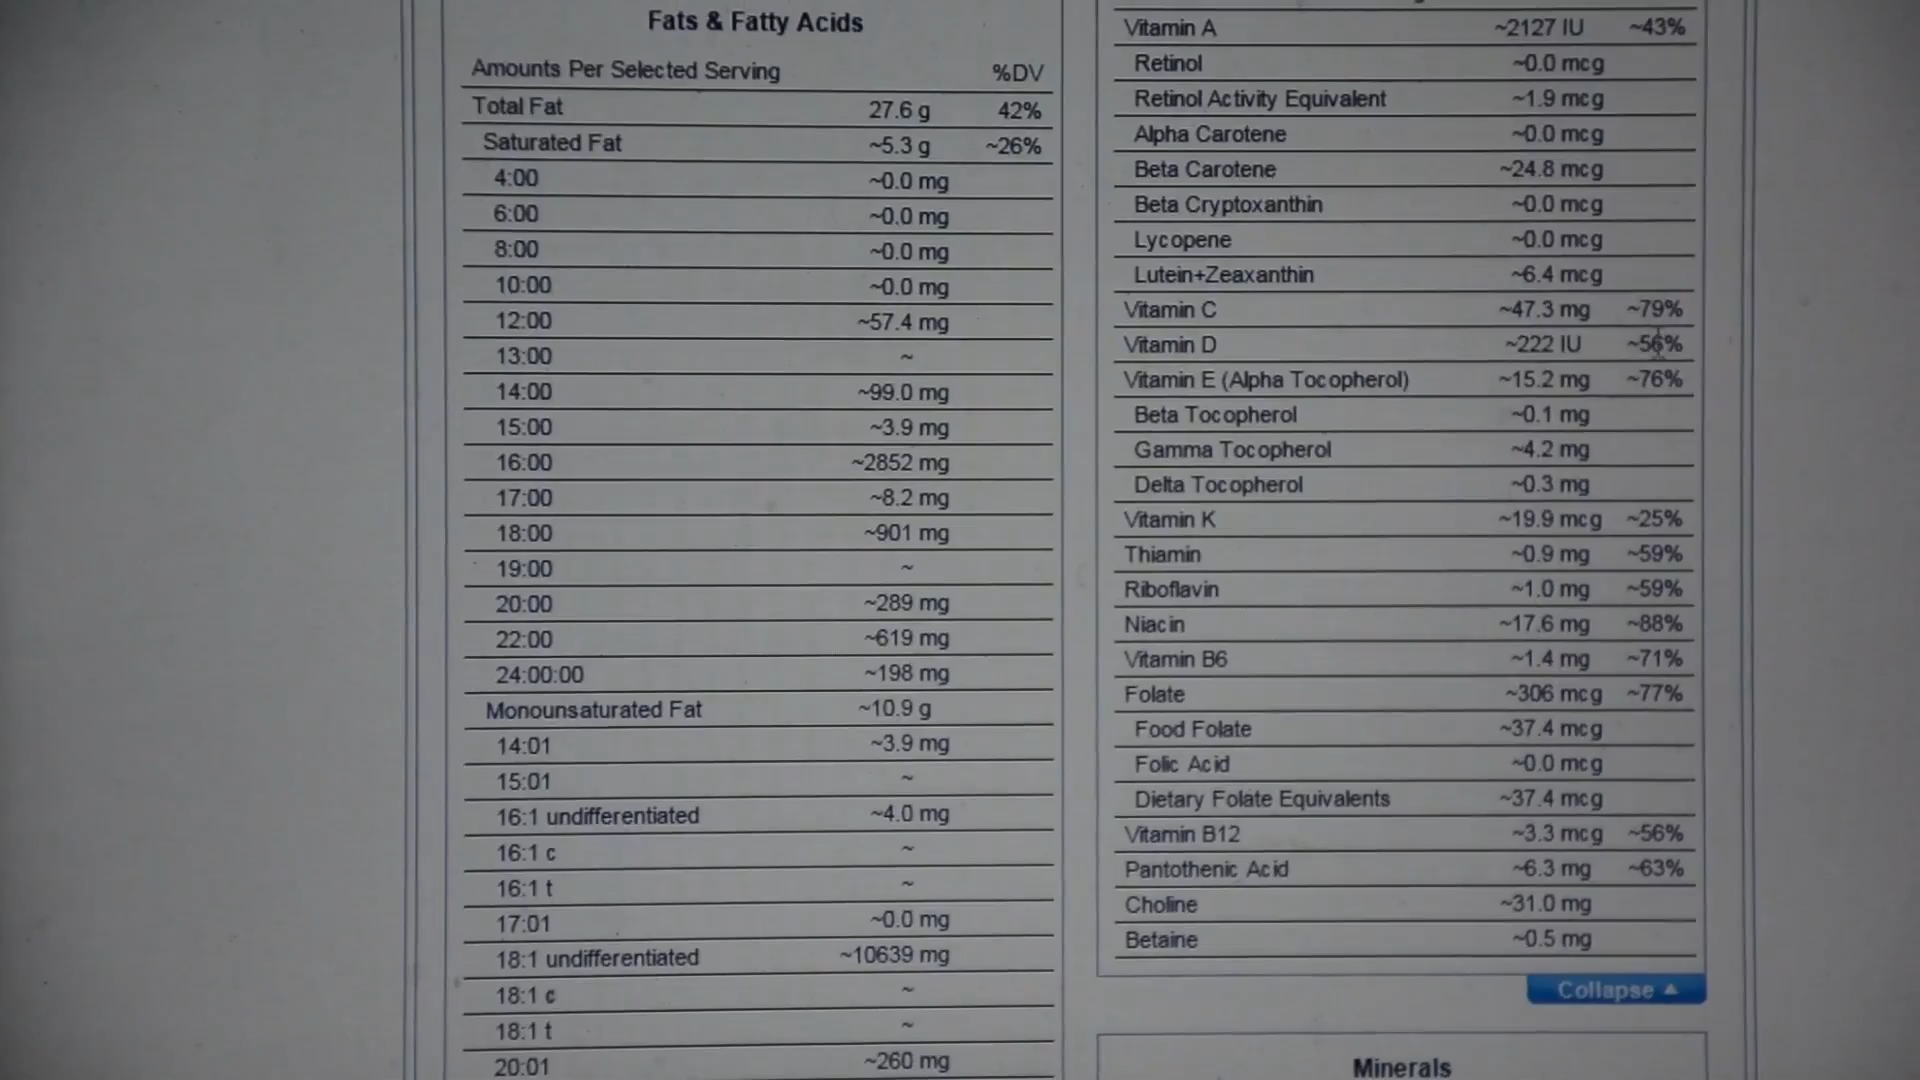 Fats & Fatty Acids
Amounts Per Selected Serving %DV
Total Fat 27.6 g 42%
Saturated Fat ~5.3 g ~26%
4:00 ~0.0 mg
6:00 ~0.0 mg
8:00 ~0.0 mg
10:00 ~0.0 mg
12:00 ~57.4 mg
13:00 ~
14:00 ~99.0 mg
15:00 ~3.9 mg
16:00 ~2852 mg
17:00 ~8.2 mg
18:00 ~901 mg
19:00 ~
20:00 ~289 mg
22:00 ~619 mg
24:00:00 ~198 mg
Monounsaturated Fat ~10.9 g
14:01 ~3.9 mg
15:01 ~
16:1 undifferentiated ~4.0 mg
16:1 c ~
16:1 t ~
17:01 ~0.0 mg
18:1 undifferentiated ~10639 mg
18:1 c ~
18:1 t ~
20:01 ~260 mg
Vitamin A ~2127 IU ~43%
Retinol ~0.0 mcg
Retinol Activity Equivalent ~1.9 mcg
Alpha Carotene ~0.0 mcg
Beta Carotene ~24.8 mcg
Beta Cryptoxanthin ~0.0 mcg
Lycopene ~0.0 mcg
Lutein+Zeaxanthin ~6.4 mcg
Vitamin C ~47.3 mg ~79%
Vitamin D ~222 IU ~56%
Vitamin E (Alpha Tocopherol) ~15.2 mg ~76%
Beta Tocopherol ~0.1 mg
Gamma Tocopherol ~4.2 mg
Delta Tocopherol ~0.3 mg
Vitamin K ~19.9 mcg ~25%
Thiamin ~0.9 mg ~59%
Riboflavin ~1.0 mg ~59%
Niacin ~17.6 mg ~88%
Vitamin B6 ~1.4 mg ~71%
Folate ~306 mcg ~77%
Food Folate ~37.4 mcg
Folic Acid ~0.0 mcg
Dietary Folate Equivalents ~37.4 mcg
Vitamin B12 ~3.3 mcg ~56%
Pantothenic Acid ~6.3 mg ~63%
Choline ~31.0 mg
Betaine ~0.5 mg
Collapse ▲
Minerals